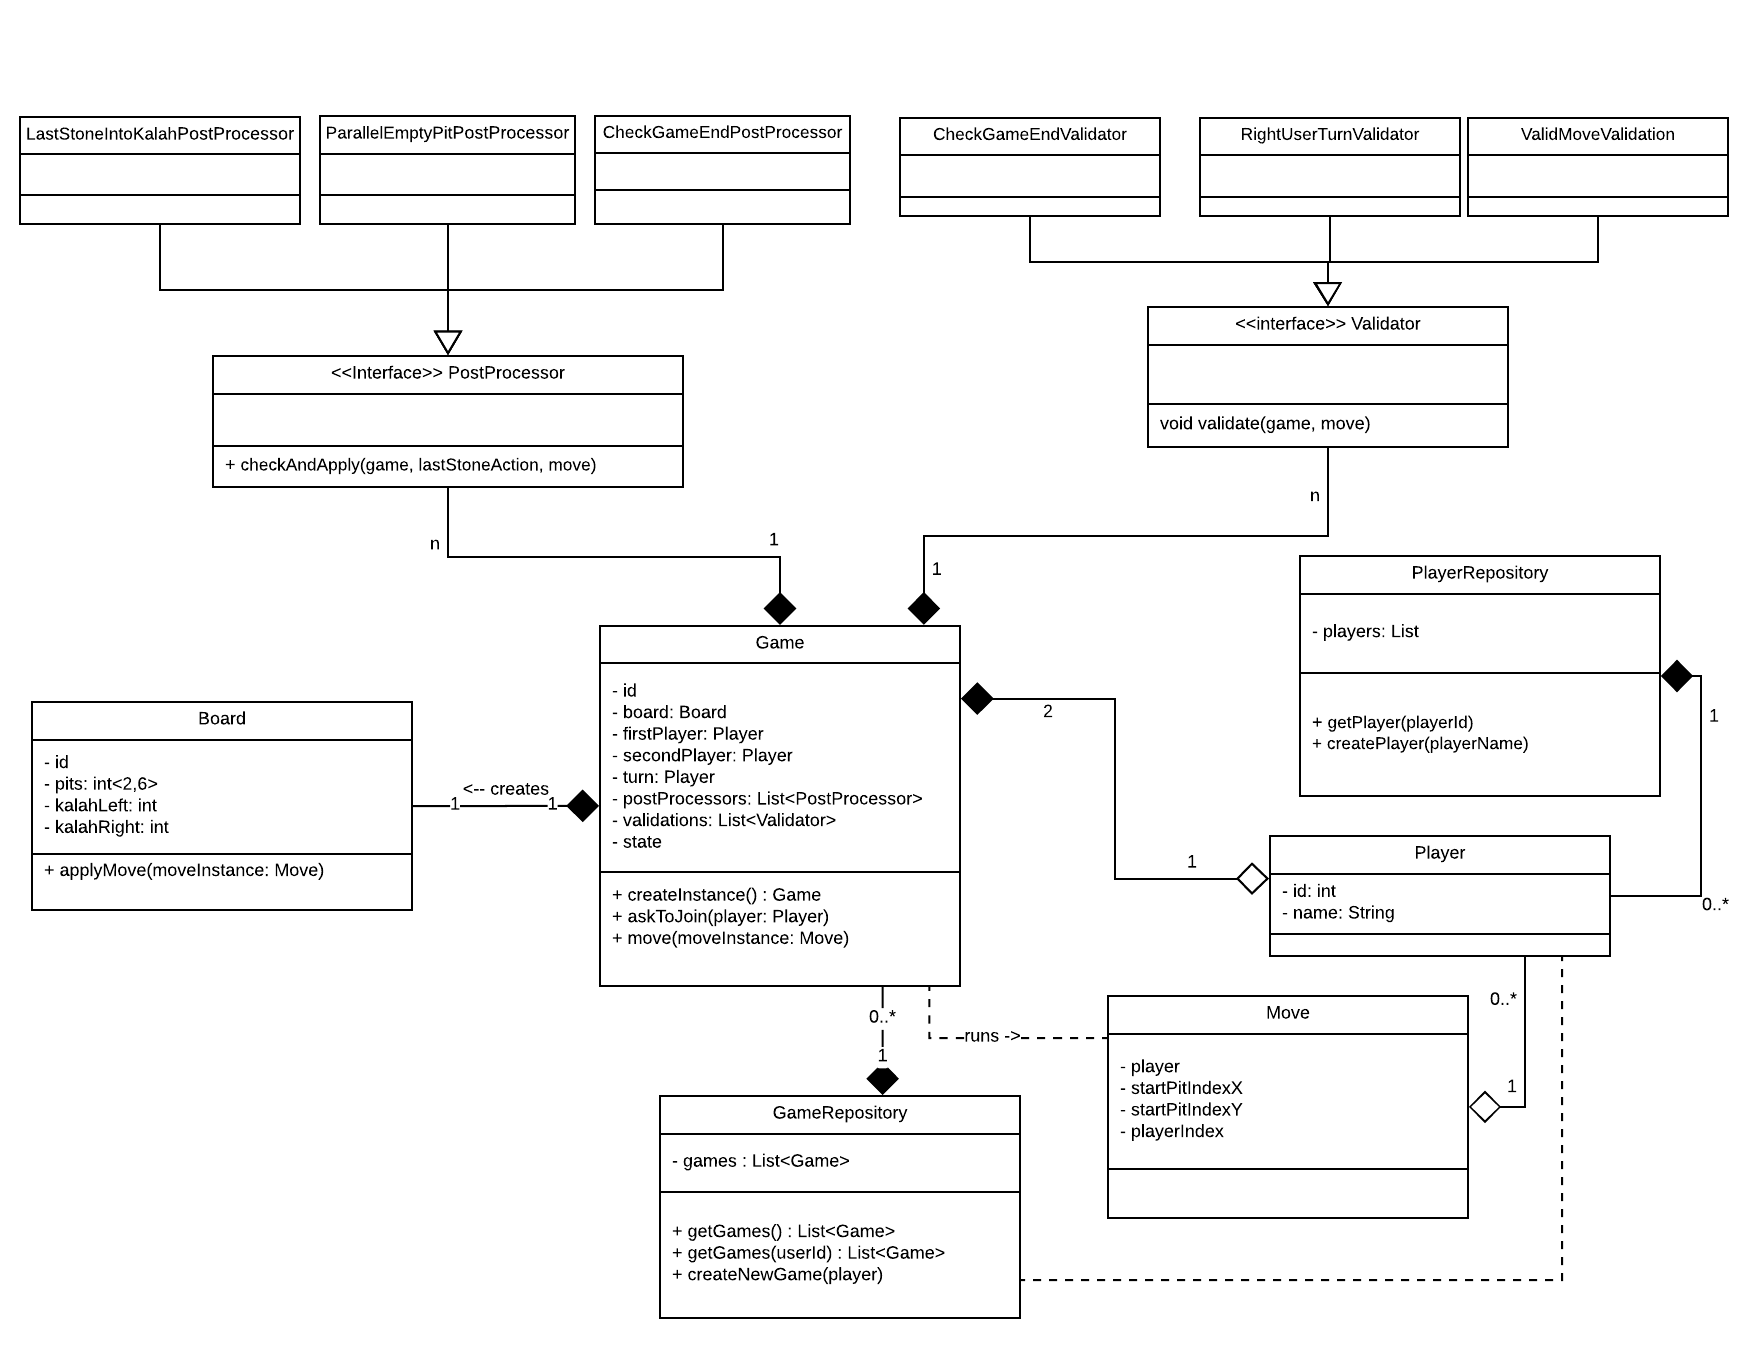 LastStoneIntoKalahPostProcessor
ParallelEmptyPitPostProcessor
CheckGameEndPostProcessor
CheckGameEndValidator
RightUserTurnValidator
ValidMoveValidation
<<interface>> Validator
void validate(game, move)
<<Interface>> PostProcessor
+ checkAndApply(game, lastStoneAction, move)
n
n
1
1
PlayerRepository
- players: List
+ getPlayer(playerId)
+ createPlayer(playerName)
1
Game
- id
- board: Board
- firstPlayer: Player
- secondPlayer: Player
- turn: Player
- postProcessors: List<PostProcessor>
- validations: List<Validator>
- state
+ createInstance() : Game
+ askToJoin(player: Player)
+ move(moveInstance: Move)
2
Board
- id
- pits: int<2,6>
- kalahLeft: int
- kalahRight: int
+ applyMove(moveInstance: Move)
<-- creates
1
1
1
Player
- id: int
- name: String
0..*
0..*
1
0..*
1
runs ->
Move
- player
- startPitIndexX
- startPitIndexY
- playerIndex
GameRepository
- games : List<Game>
+ getGames() : List<Game>
+ getGames(userId) : List<Game>
+ createNewGame(player)